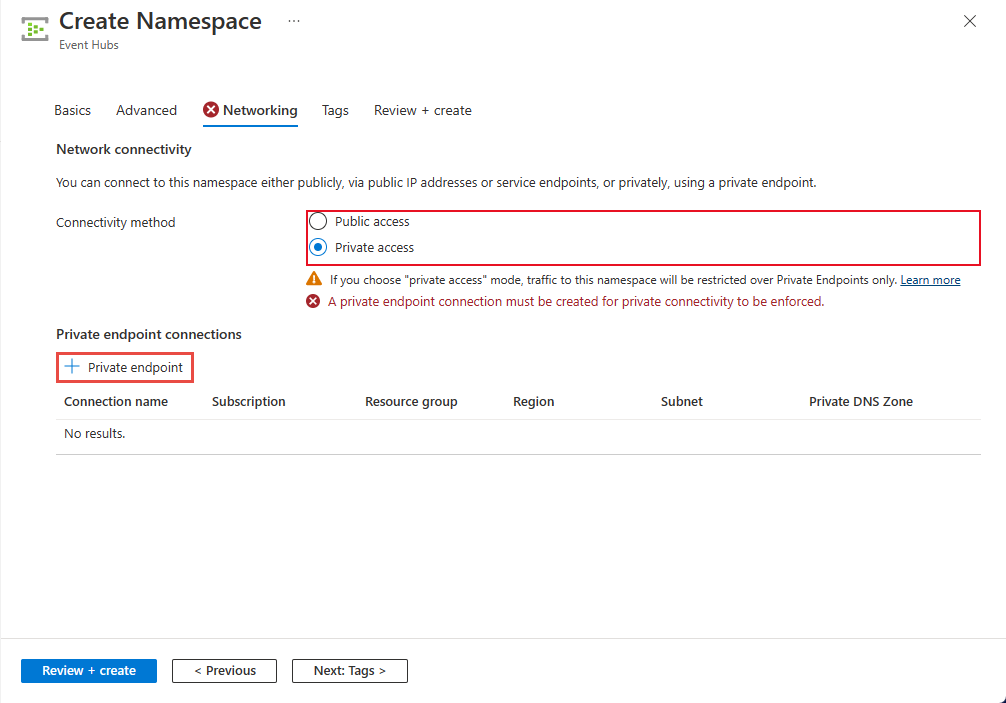 Create Namespace ...
Event Hubs
Basics Advanced Networking Tags Review + create
Network connectivity
You can connect to this namespace either publicly, via public IP addresses or service endpoints, or privately, using a private endpoint.
Connectivity method
Public access
Private access
If you choose "private access" mode, traffic to this namespace will be restricted over Private Endpoints only. Learn more
A private endpoint connection must be created for private connectivity to be enforced.
Private endpoint connections
+ Private endpoint
Connection name Subscription Resource group Region Subnet Private DNS Zone
No results.
Review + create < Previous Next: Tags >